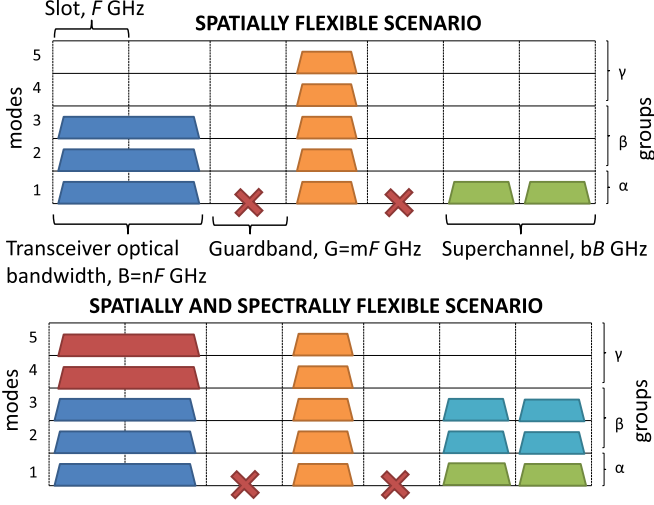 Slot, F GHz
SPATIALLY FLEXIBLE SCENARIO
modes
5
4
3
2
1
γ
β
α
groups
Transceiver optical
bandwidth, B=nF GHz
Guardband, G=mF GHz
Superchannel, bB GHz
SPATIALLY AND SPECTRALLY FLEXIBLE SCENARIO
modes
5
4
3
2
1
γ
β
α
groups